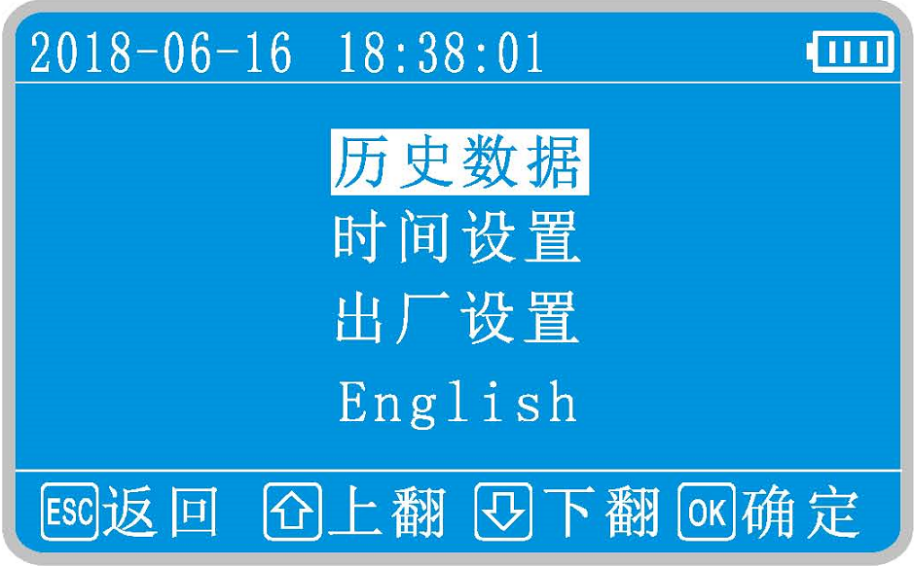 2018-06-16 18:38:01
历史数据
时间设置
出厂设置
English
ESC返回 上翻 下翻 OK确定